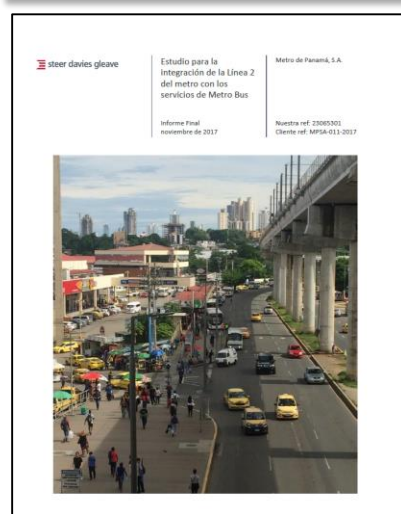 steer davies gleave
Estudio para la
integración de la Línea 2
del metro con los
servicios de Metro Bus
Informe Final
noviembre de 2017
Metro de Panamá, S.A.
Nuestra ref: 23065301
Cliente ref: MPSA-011-2017